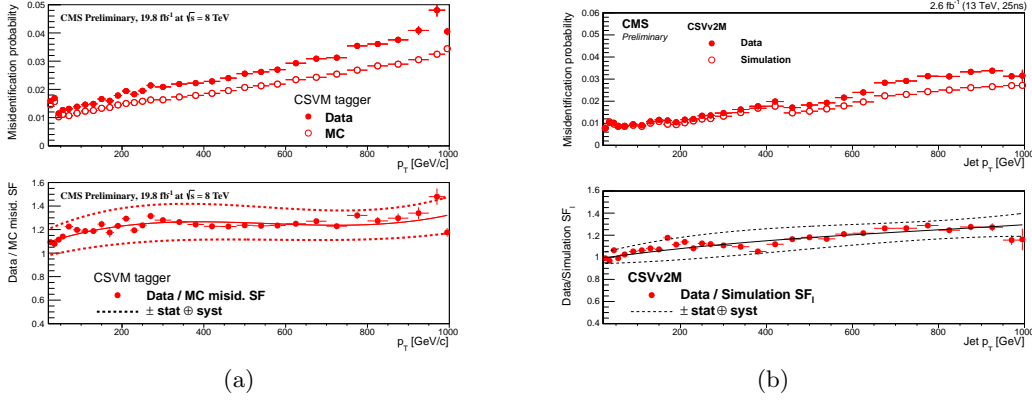 CMS Preliminary, 19.8 fb⁻¹ at √s = 8 TeV
Misidentification probability
0.05
0.04
0.03
0.02
0.01
0
CSVM tagger
Data
MC
200 400 600 800 1000
p_T [GeV/c]
CMS Preliminary, 19.8 fb⁻¹ at √s = 8 TeV
Data / MC misid. SF
1.6
1.4
1.2
1
0.8
0.6
0.4
CSVM tagger
Data / MC misid. SF
± stat ⊕ syst
200 400 600 800 1000
p_T [GeV/c]
(a)
2.6 fb⁻¹ (13 TeV, 25ns)
CMS
Preliminary
CSVv2M
Data
Simulation
Misidentification probability
0.06
0.05
0.04
0.03
0.02
0.01
0
200 400 600 800 1000
Jet p_T [GeV]
Data/Simulation SF_l
1.6
1.4
1.2
1
0.8
0.6
0.4
CSVv2M
Data / Simulation SF_l
± stat ⊕ syst
200 400 600 800 1000
Jet p_T [GeV]
(b)